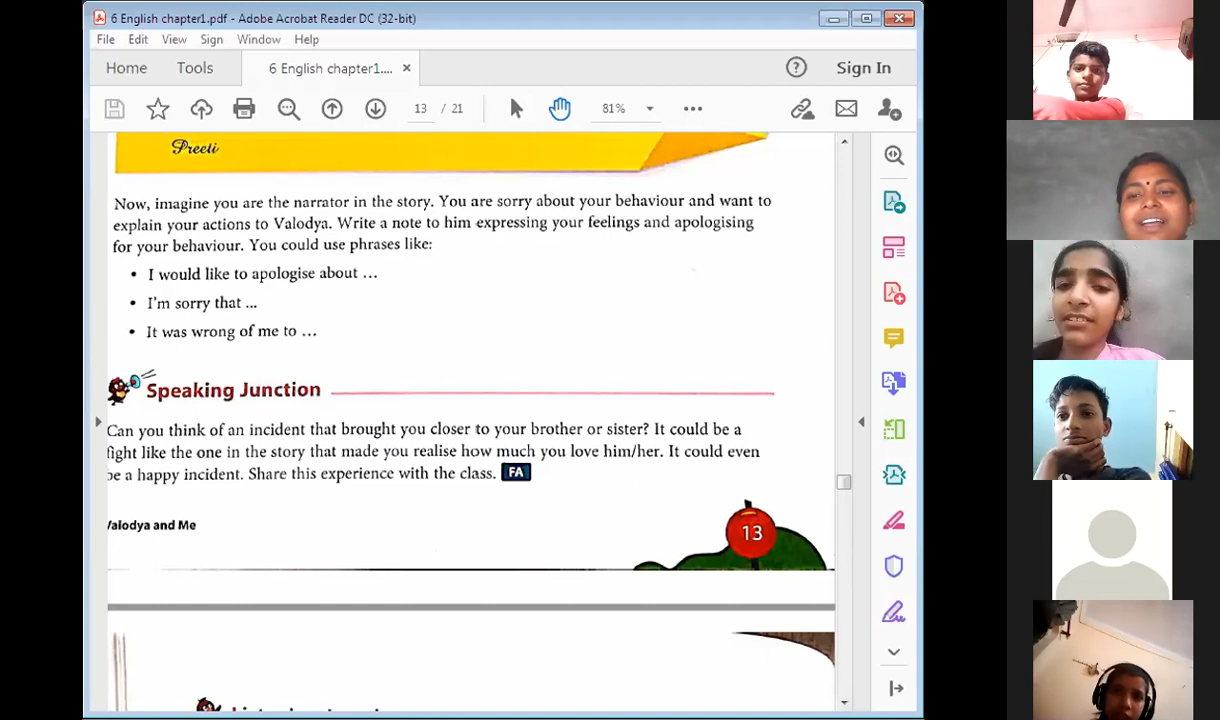 6 English chapter1.pdf - Adobe Acrobat Reader DC (32-bit)
File Edit View Sign Window Help
Home Tools 6 English chapter1.... × ? Sign In
13 / 21 81%
Preeti
Now, imagine you are the narrator in the story. You are sorry about your behaviour and want to
explain your actions to Valodya. Write a note to him expressing your feelings and apologising
for your behaviour. You could use phrases like:
• I would like to apologise about ...
• I'm sorry that ...
• It was wrong of me to ...
Speaking Junction
Can you think of an incident that brought you closer to your brother or sister? It could be a
fight like the one in the story that made you realise how much you love him/her. It could even
be a happy incident. Share this experience with the class. FA
Valodya and Me
13